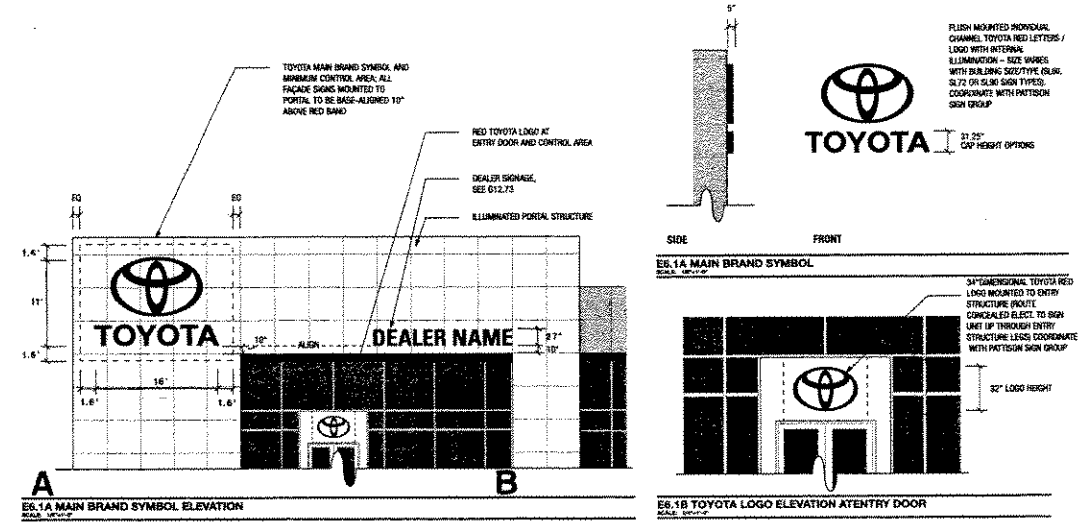 TOYOTA MAIN BRAND SYMBOL AND
MINIMUM CONTROL AREA; ALL
FAÇADE SIGNS MOUNTED TO
PORTAL TO BE BASE-ALIGNED 10"
ABOVE RED BAND
RED TOYOTA LOGO AT
ENTRY DOOR AND CONTROL AREA
DEALER SIGNAGE,
SEE G12.73
ILLUMINATED PORTAL STRUCTURE
EQ
EQ
1.6'
11'
1.6'
TOYOTA
10"
ALIGN
DEALER NAME
27"
10"
16'
1.6'
1.6'
A
B
E6.1A MAIN BRAND SYMBOL ELEVATION
5"
FLUSH MOUNTED INDIVIDUAL
CHANNEL TOYOTA RED LETTERS /
LOGO WITH INTERNAL
ILLUMINATION – SIZE VARIES
WITH BUILDING SIZE/TYPE (SL60,
SL72 OR SL90 SIGN TYPES).
COORDINATE WITH PATTISON
SIGN GROUP
TOYOTA
31.25"
CAP HEIGHT OPTIONS
SIDE
FRONT
E6.1A MAIN BRAND SYMBOL
34" DIMENSIONAL TOYOTA RED
LOGO MOUNTED TO ENTRY
STRUCTURE (ROUTE
CONCEALED ELECT. TO SIGN
UNIT UP THROUGH ENTRY
STRUCTURE LEGS) COORDINATE
WITH PATTISON SIGN GROUP
32" LOGO HEIGHT
E6.1B TOYOTA LOGO ELEVATION ATENTRY DOOR